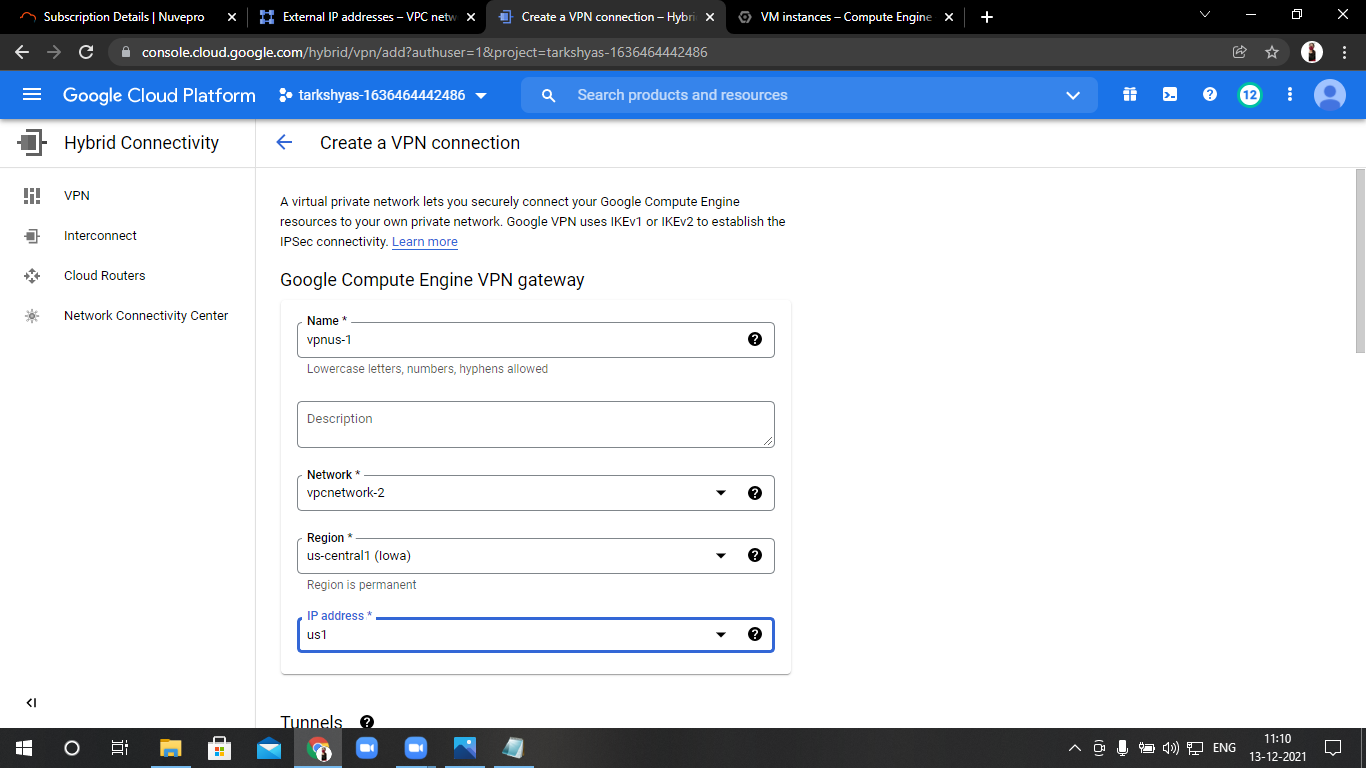 Subscription Details | Nuvepro
External IP addresses – VPC netw
Create a VPN connection – Hybri
VM instances – Compute Engine
console.cloud.google.com/hybrid/vpn/add?authuser=1&project=tarkshyas-1636464442486
Google Cloud Platform
tarkshyas-1636464442486
Search products and resources
12
Hybrid Connectivity
Create a VPN connection
VPN
Interconnect
Cloud Routers
Network Connectivity Center
A virtual private network lets you securely connect your Google Compute Engine
resources to your own private network. Google VPN uses IKEv1 or IKEv2 to establish the
IPSec connectivity. Learn more
Google Compute Engine VPN gateway
Name *
vpnus-1
Lowercase letters, numbers, hyphens allowed
Description
Network *
vpcnetwork-2
Region *
us-central1 (Iowa)
Region is permanent
IP address *
us1
Tunnels
ENG
11:10
13-12-2021